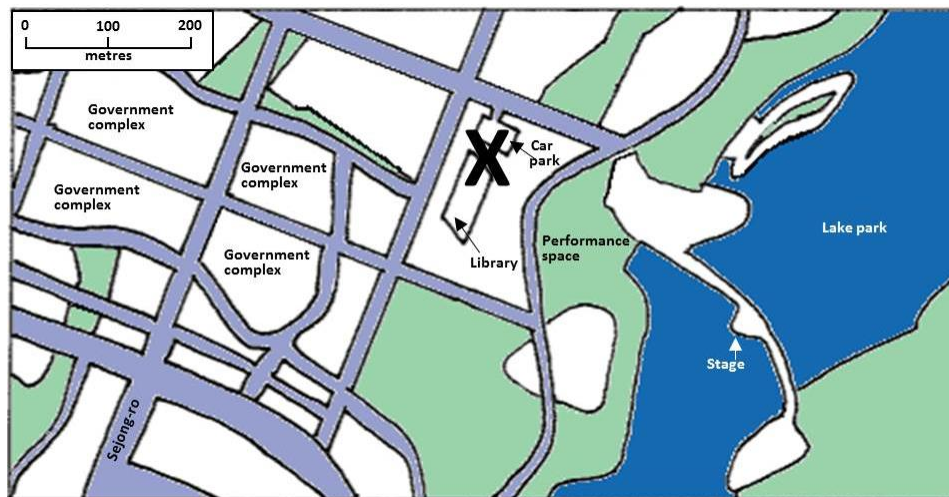 0 100 200
metres
Government
complex
Government
complex
Government
complex
Government
complex
X
Car
park
Library
Performance
space
Lake park
Stage
Sejong-ro